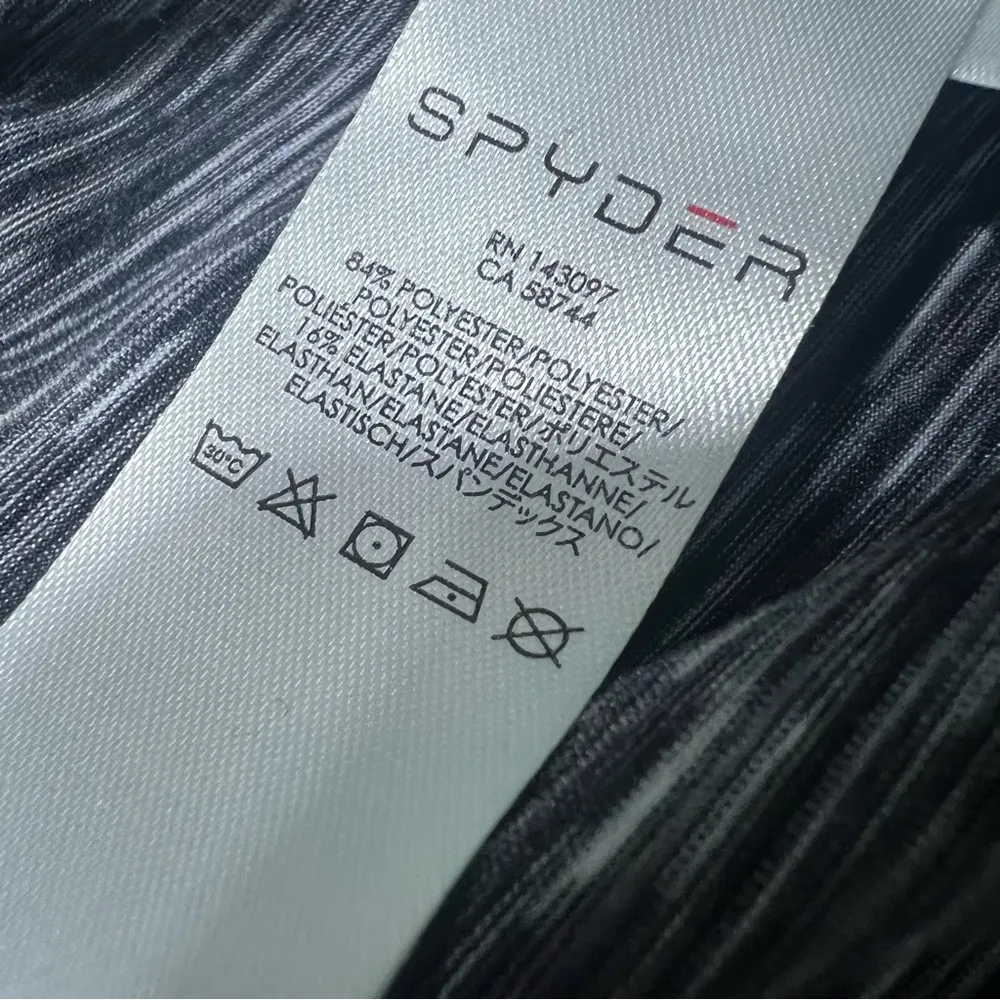 SPYDER
RN 143097
CA 58744
84% POLYESTER/POLYESTER/
POLYESTER/POLIESTERE/
POLIÉSTER/POLYESTER/ポリエステル
16% ELASTANE/ELASTHANNE/
ELASTHAN/ELASTANE/ELASTANO/
ELASTISCH/スパンデックス
30°C